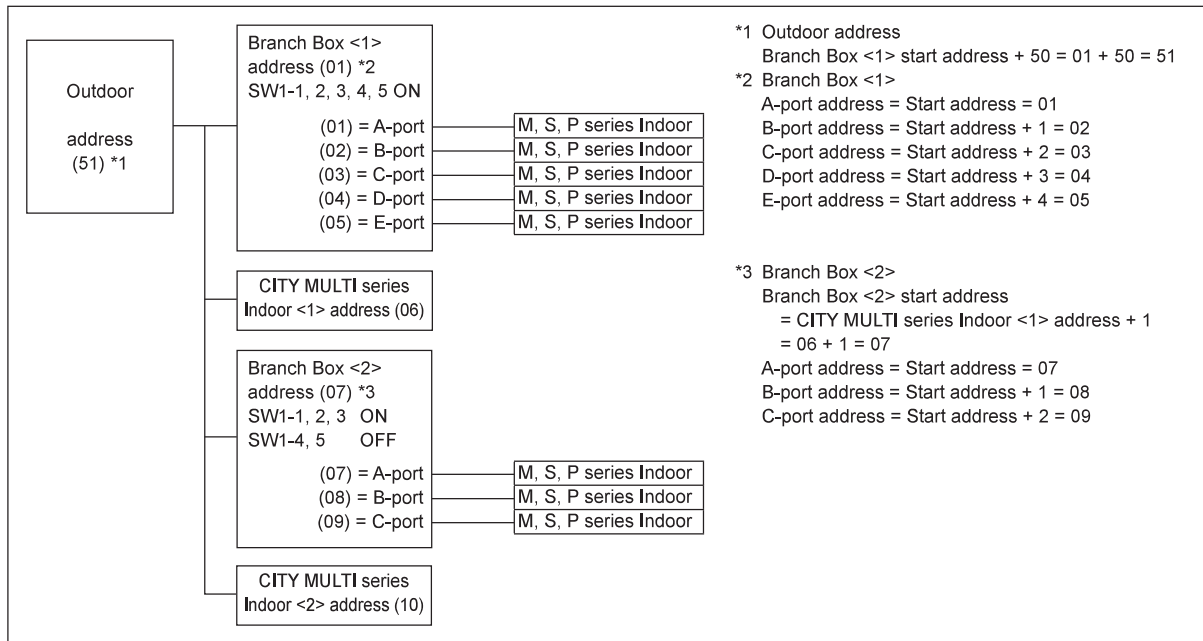 Outdoor
address
(51) *1
Branch Box <1>
address (01) *2
SW1-1, 2, 3, 4, 5 ON
(01) = A-port
(02) = B-port
(03) = C-port
(04) = D-port
(05) = E-port
M, S, P series Indoor
M, S, P series Indoor
M, S, P series Indoor
M, S, P series Indoor
M, S, P series Indoor
CITY MULTI series
Indoor <1> address (06)
Branch Box <2>
address (07) *3
SW1-1, 2, 3 ON
SW1-4, 5 OFF
(07) = A-port
(08) = B-port
(09) = C-port
M, S, P series Indoor
M, S, P series Indoor
M, S, P series Indoor
CITY MULTI series
Indoor <2> address (10)
*1 Outdoor address
Branch Box <1> start address + 50 = 01 + 50 = 51
*2 Branch Box <1>
A-port address = Start address = 01
B-port address = Start address + 1 = 02
C-port address = Start address + 2 = 03
D-port address = Start address + 3 = 04
E-port address = Start address + 4 = 05
*3 Branch Box <2>
Branch Box <2> start address
= CITY MULTI series Indoor <1> address + 1
= 06 + 1 = 07
A-port address = Start address = 07
B-port address = Start address + 1 = 08
C-port address = Start address + 2 = 09